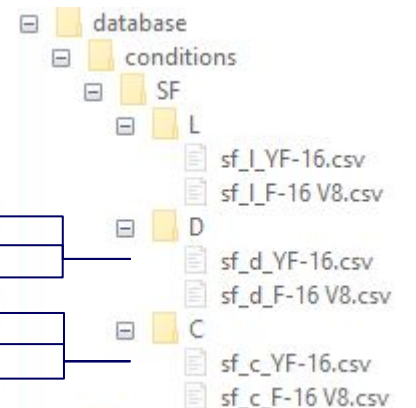 database
conditions
SF
L
sf_l_YF-16.csv
sf_l_F-16 V8.csv
D
sf_d_YF-16.csv
sf_d_F-16 V8.csv
C
sf_c_YF-16.csv
sf_c_F-16 V8.csv